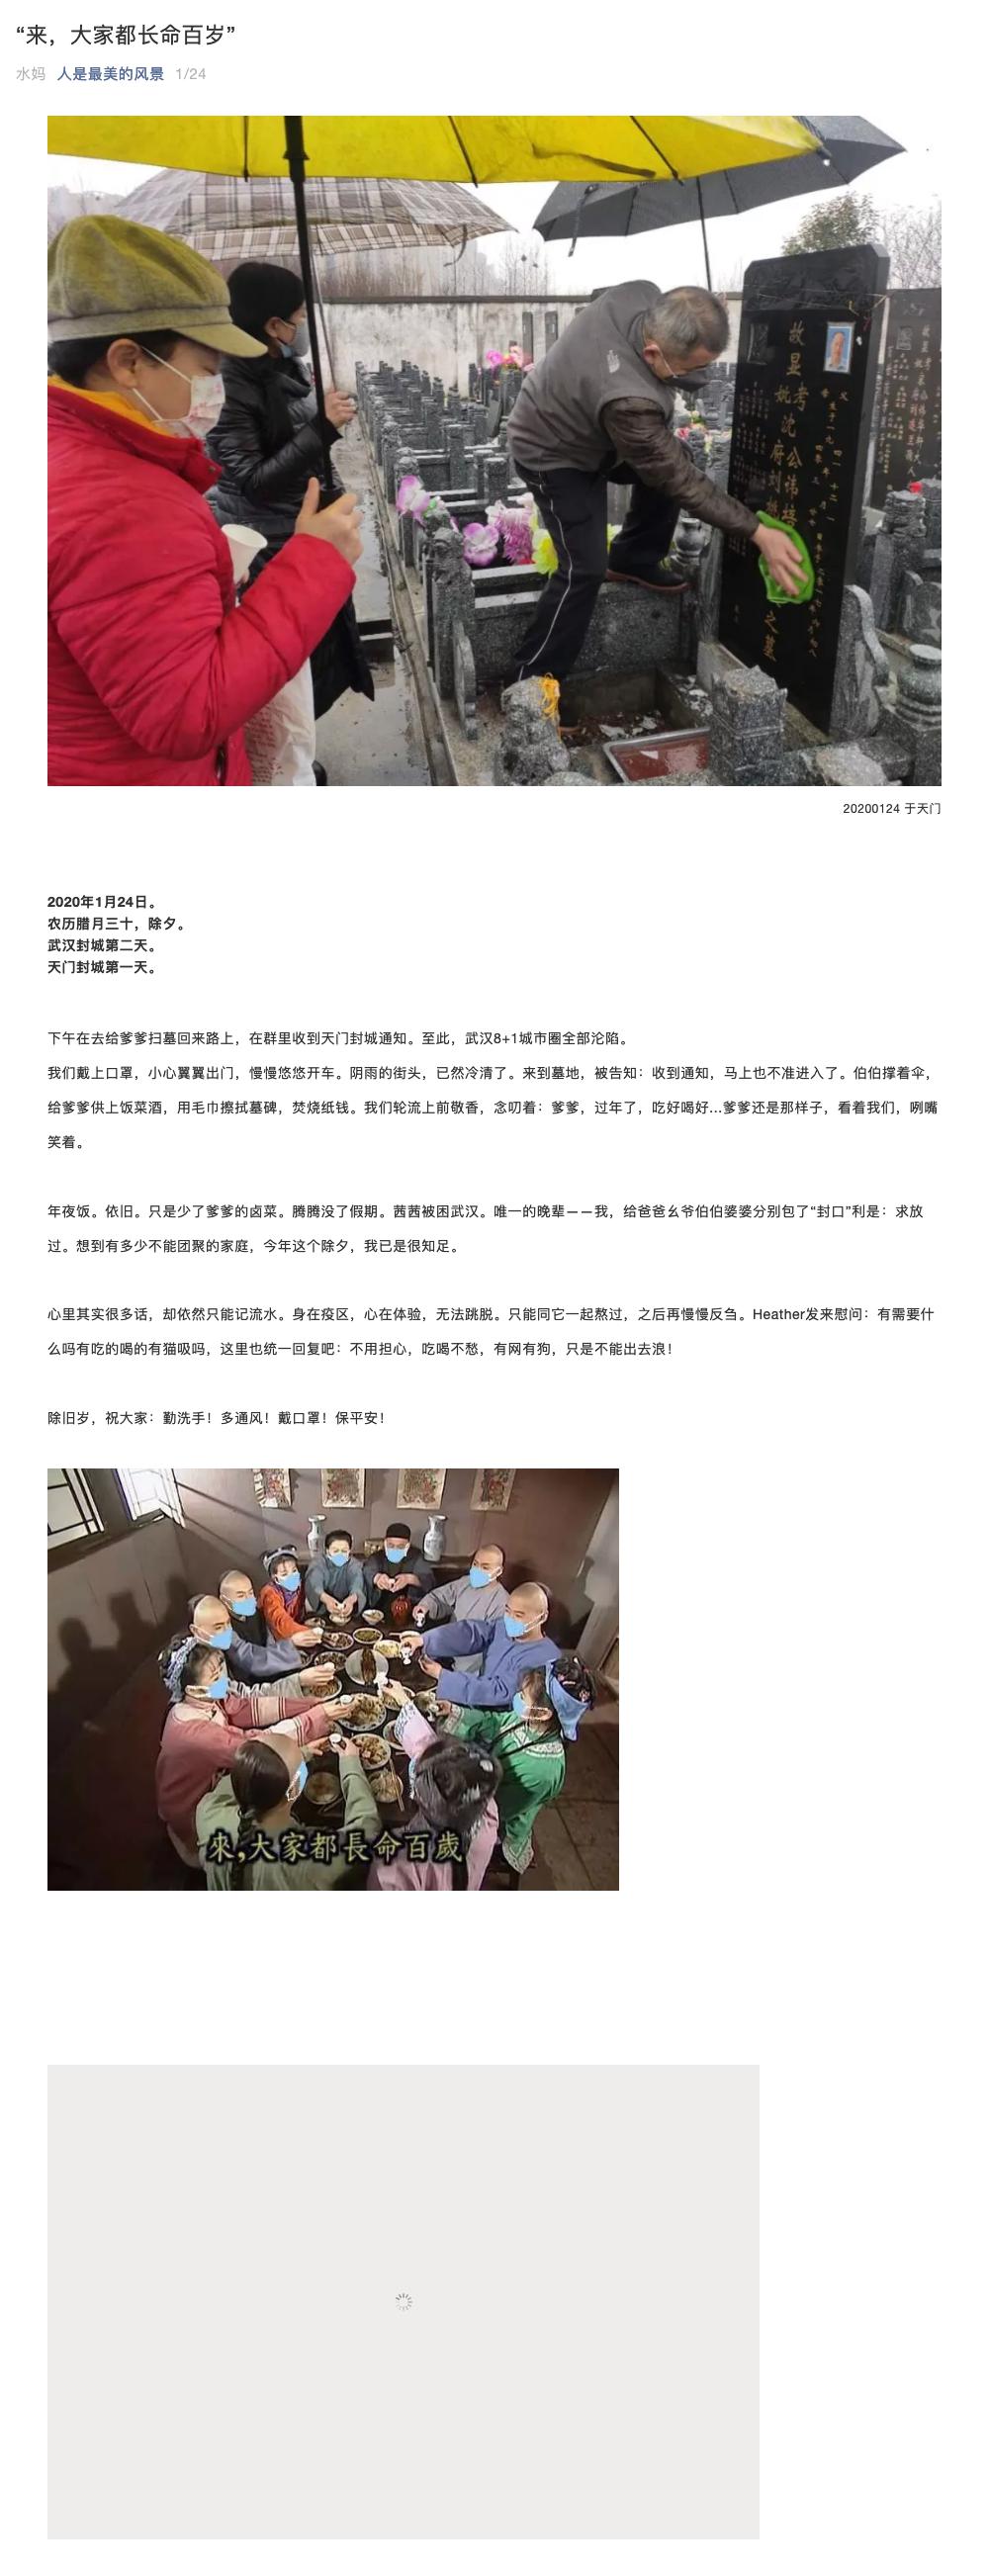 “来，大家都长命百岁”
水妈 人是最美的风景 1/24
故
显
考
妣
沈
府
公
刘
讳
之
墓
20200124 于天门
2020年1月24日。
农历腊月三十，除夕。
武汉封城第二天。
天门封城第一天。
下午在去给爹爹扫墓回来路上，在群里收到天门封城通知。至此，武汉8+1城市圈全部沦陷。
我们戴上口罩，小心翼翼出门，慢慢悠悠开车。阴雨的街头，已然冷清了。来到墓地，被告知：收到通知，马上也不准进入了。伯伯撑着伞，
给爹爹供上饭菜酒，用毛巾擦拭墓碑，焚烧纸钱。我们轮流上前敬香，念叨着：爹爹，过年了，吃好喝好...爹爹还是那样子，看着我们，咧嘴
笑着。
年夜饭。依旧。只是少了爹爹的卤菜。腾腾没了假期。茜茜被困武汉。唯一的晚辈——我，给爸爸幺爷伯伯婆婆分别包了“封口”利是：求放
过。想到有多少不能团聚的家庭，今年这个除夕，我已是很知足。
心里其实很多话，却依然只能记流水。身在疫区，心在体验，无法跳脱。只能同它一起熬过，之后再慢慢反刍。Heather发来慰问：有需要什
么吗有吃的喝的有猫吸吗，这里也统一回复吧：不用担心，吃喝不愁，有网有狗，只是不能出去浪！
除旧岁，祝大家：勤洗手！多通风！戴口罩！保平安！
來,大家都長命百歲